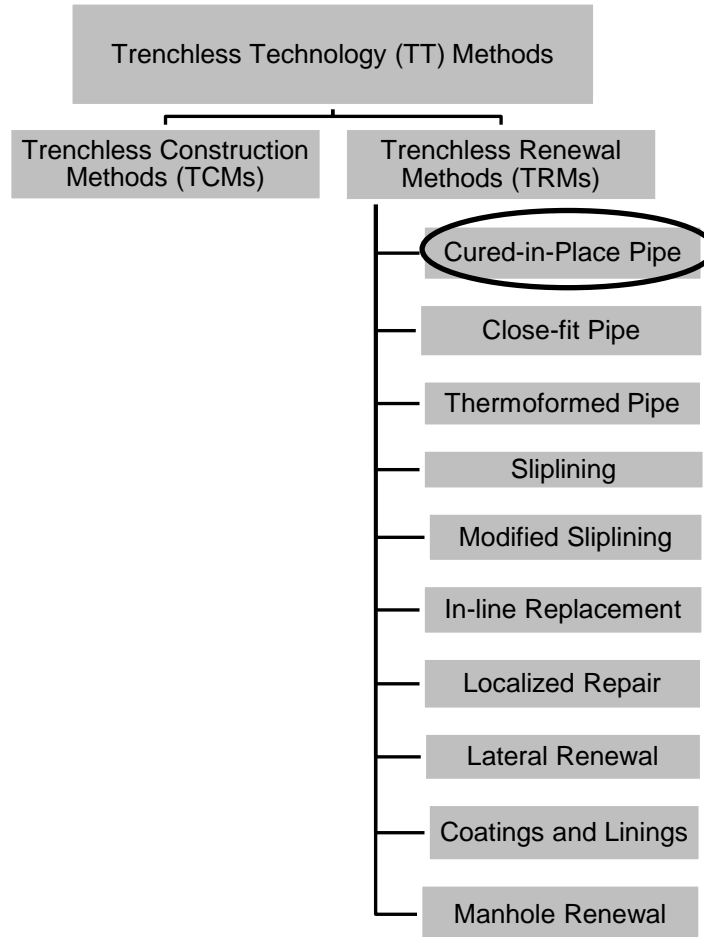 Trenchless Technology (TT) Methods
Trenchless Construction
Methods (TCMs)
Trenchless Renewal
Methods (TRMs)
Cured-in-Place Pipe
Close-fit Pipe
Thermoformed Pipe
Sliplining
Modified Sliplining
In-line Replacement
Localized Repair
Lateral Renewal
Coatings and Linings
Manhole Renewal